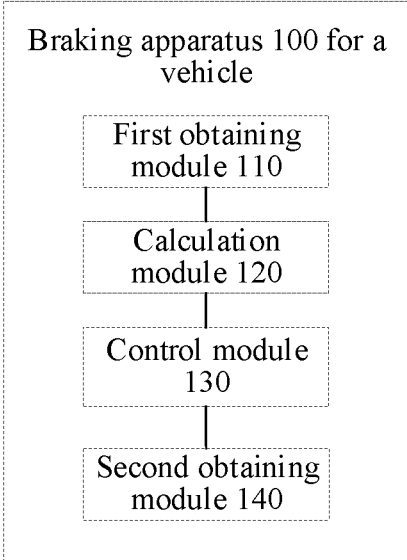 Braking apparatus 100 for a
vehicle
First obtaining
module 110
Calculation
module 120
Control module
130
Second obtaining
module 140